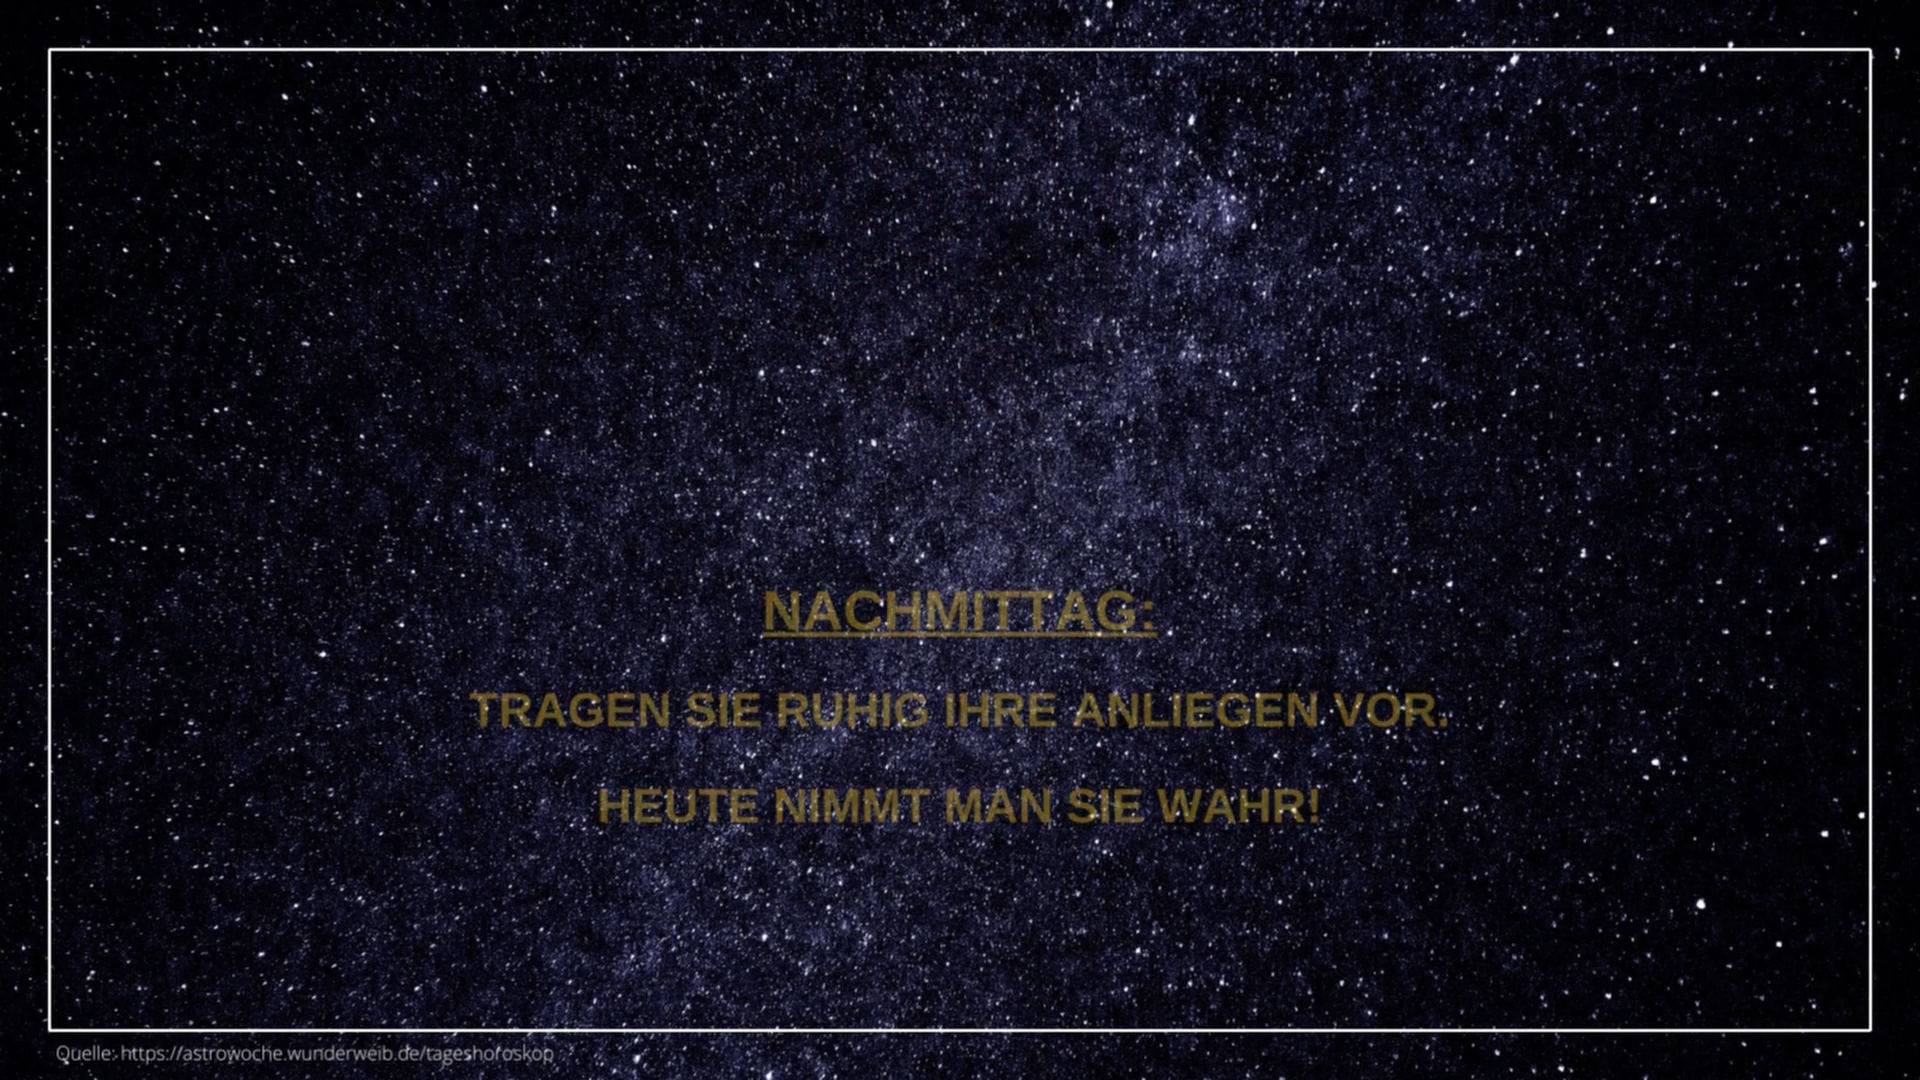 NACHMITTAG:
TRAGEN SIE RUHIG IHRE ANLIEGEN VOR.
HEUTE NIMMT MAN SIE WAHR!
Quelle: https://astrowoche.wunderweib.de/tageshoroskop